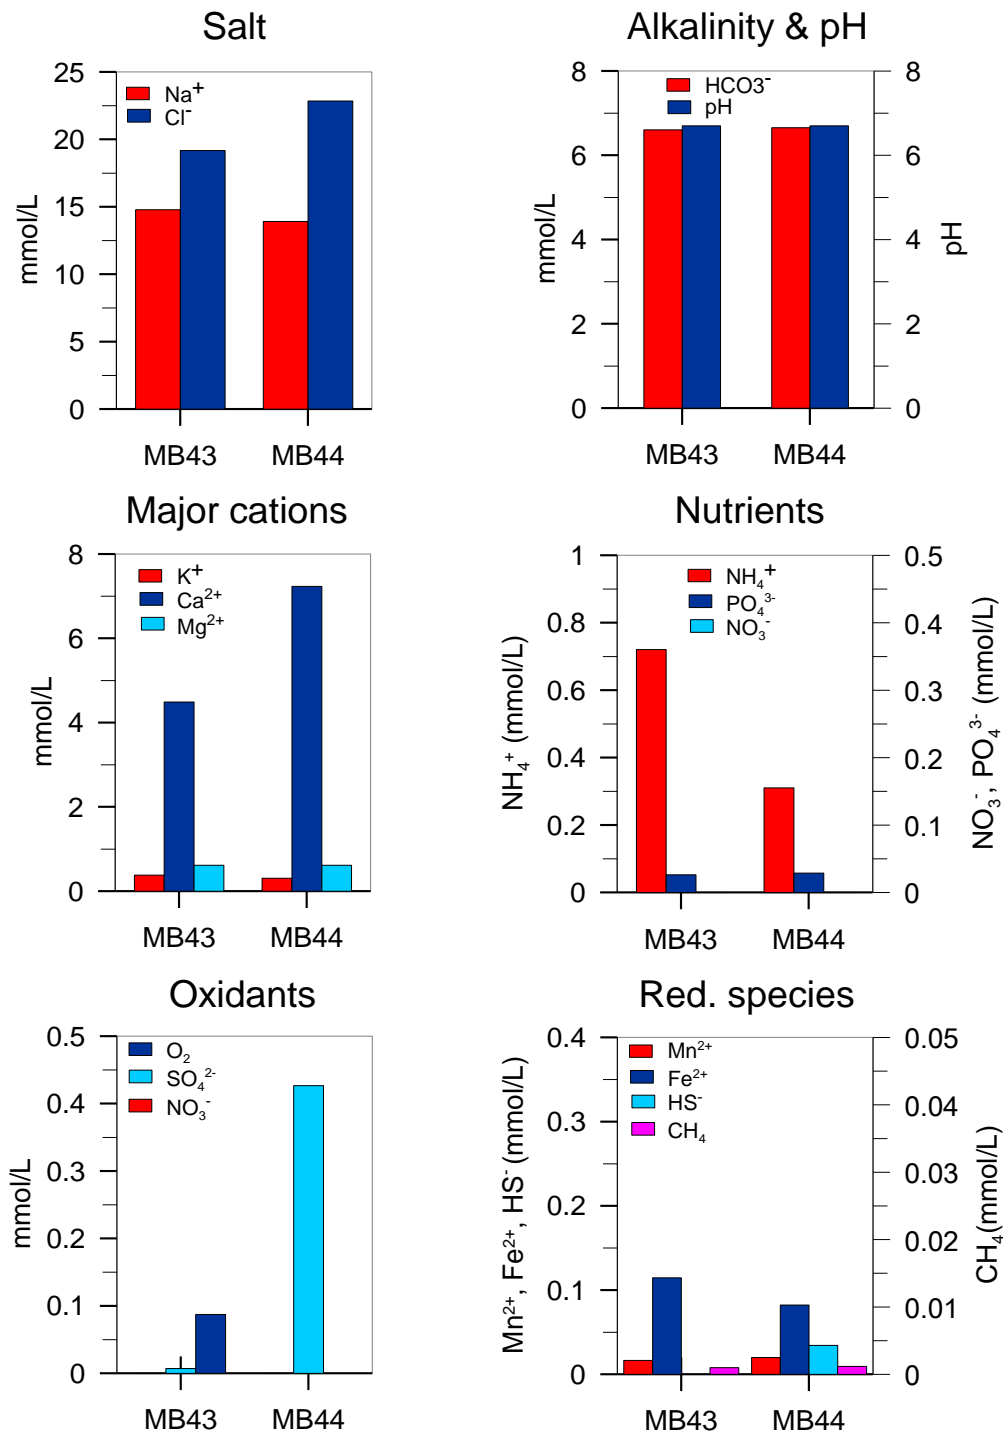 Salt
25
20
15
10
5
0
mmol/L
Na⁺
Cl⁻
MB43 MB44
Alkalinity & pH
8
6
4
2
0
mmol/L
HCO3⁻
pH
8
6
4
2
0
pH
MB43 MB44
Major cations
8
6
4
2
0
mmol/L
K⁺
Ca²⁺
Mg²⁺
MB43 MB44
Nutrients
1
0.8
0.6
0.4
0.2
0
NH₄⁺ (mmol/L)
NH₄⁺
PO₄³⁻
NO₃⁻
0.5
0.4
0.3
0.2
0.1
0
NO₃⁻, PO₄³⁻ (mmol/L)
MB43 MB44
Oxidants
0.5
0.4
0.3
0.2
0.1
0
mmol/L
O₂
SO₄²⁻
NO₃⁻
MB43 MB44
Red. species
0.4
0.3
0.2
0.1
0
Mn²⁺, Fe²⁺, HS⁻ (mmol/L)
Mn²⁺
Fe²⁺
HS⁻
CH₄
0.05
0.04
0.03
0.02
0.01
0
CH₄(mmol/L)
MB43 MB44